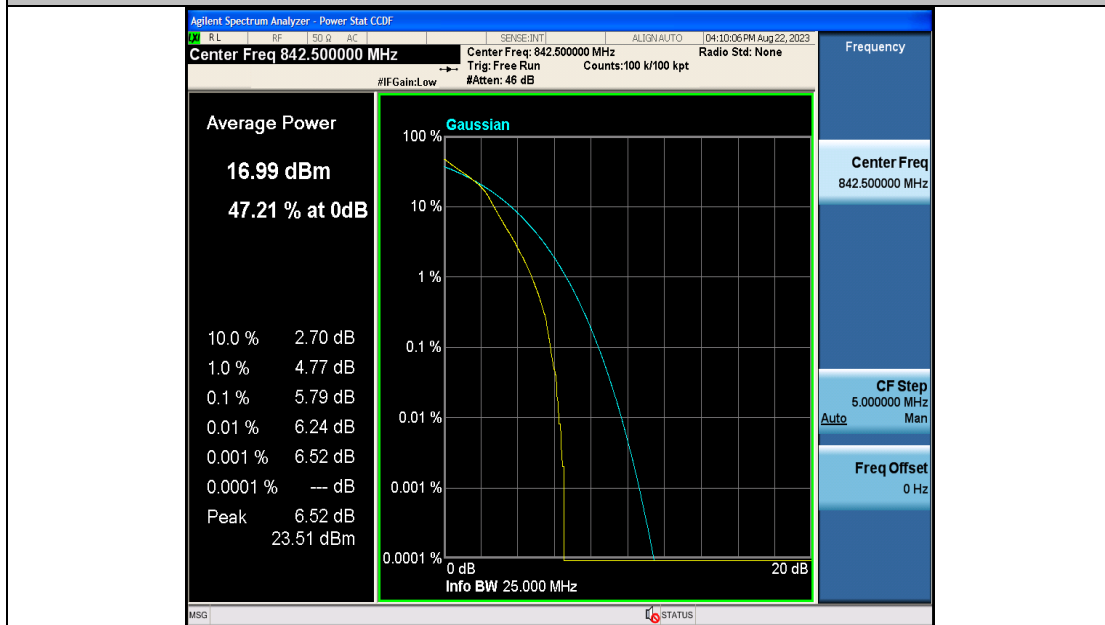 Agilent Spectrum Analyzer - Power Stat CCDF
LXI RL RF 50 Ω AC SENSE:INT ALIGN AUTO 04:10:06 PM Aug 22, 2023
Center Freq 842.500000 MHz
Center Freq: 842.500000 MHz Radio Std: None
Trig: Free Run Counts:100 k/100 kpt
#IFGain:Low #Atten: 46 dB
Frequency
Average Power
16.99 dBm
47.21 % at 0dB
10.0 % 2.70 dB
1.0 % 4.77 dB
0.1 % 5.79 dB
0.01 % 6.24 dB
0.001 % 6.52 dB
0.0001 % --- dB
Peak 6.52 dB
23.51 dBm
Gaussian
100 %
10 %
1 %
0.1 %
0.01 %
0.001 %
0.0001 %
0 dB 20 dB
Info BW 25.000 MHz
Center Freq
842.500000 MHz
CF Step
5.000000 MHz
Auto Man
Freq Offset
0 Hz
MSG STATUS